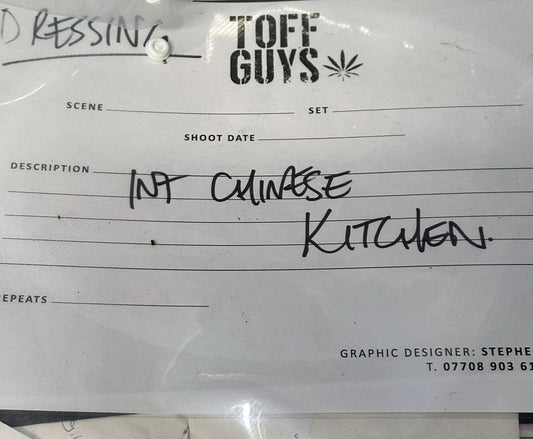 DRESSING
TOFF
GUYS
SCENE
SET
SHOOT DATE
DESCRIPTION
INT CHINESE
KITCHEN.
EPEATS
GRAPHIC DESIGNER: STEPHE
T. 07708 903 61